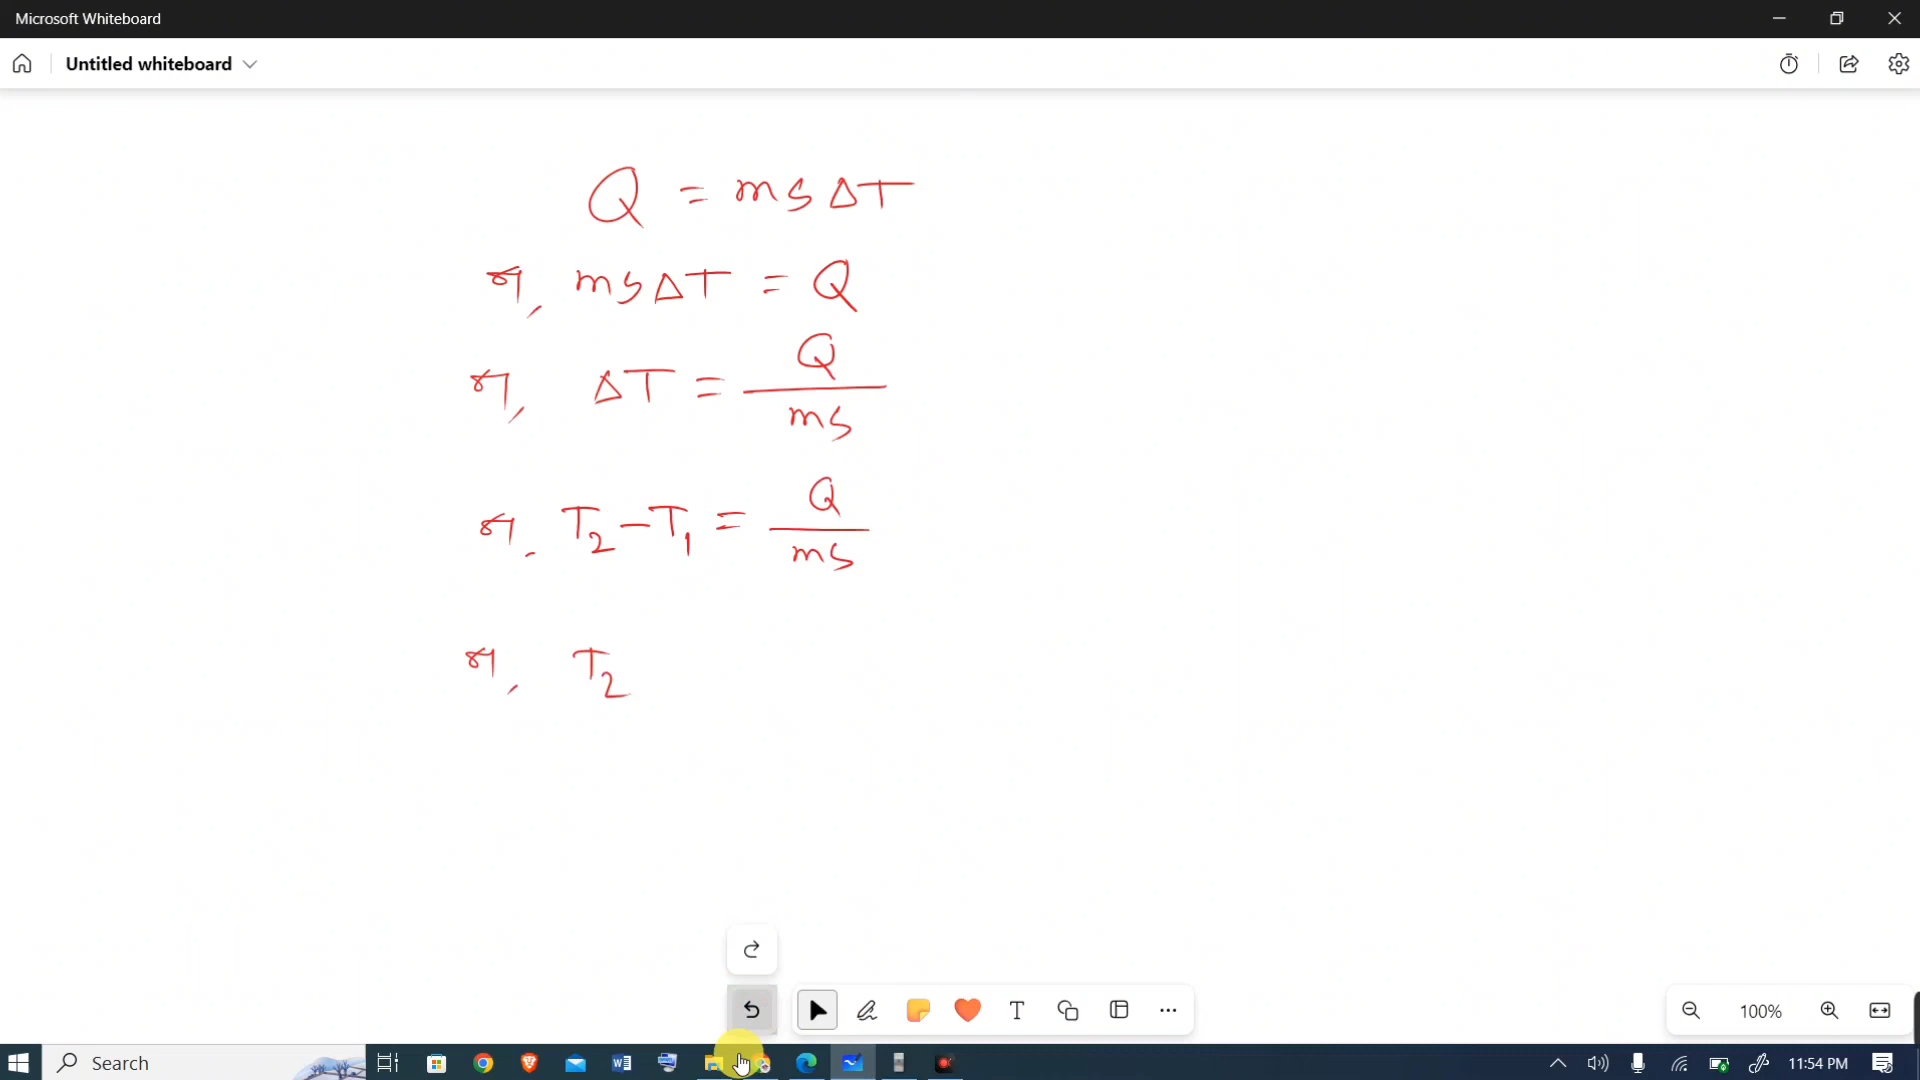 Microsoft Whiteboard
Untitled whiteboard
Q = msΔT
বা, msΔT = Q
বা, ΔT = Q/ms
বা, T₂ - T₁ = Q/ms
বা, T₂
100%
Search
11:54 PM